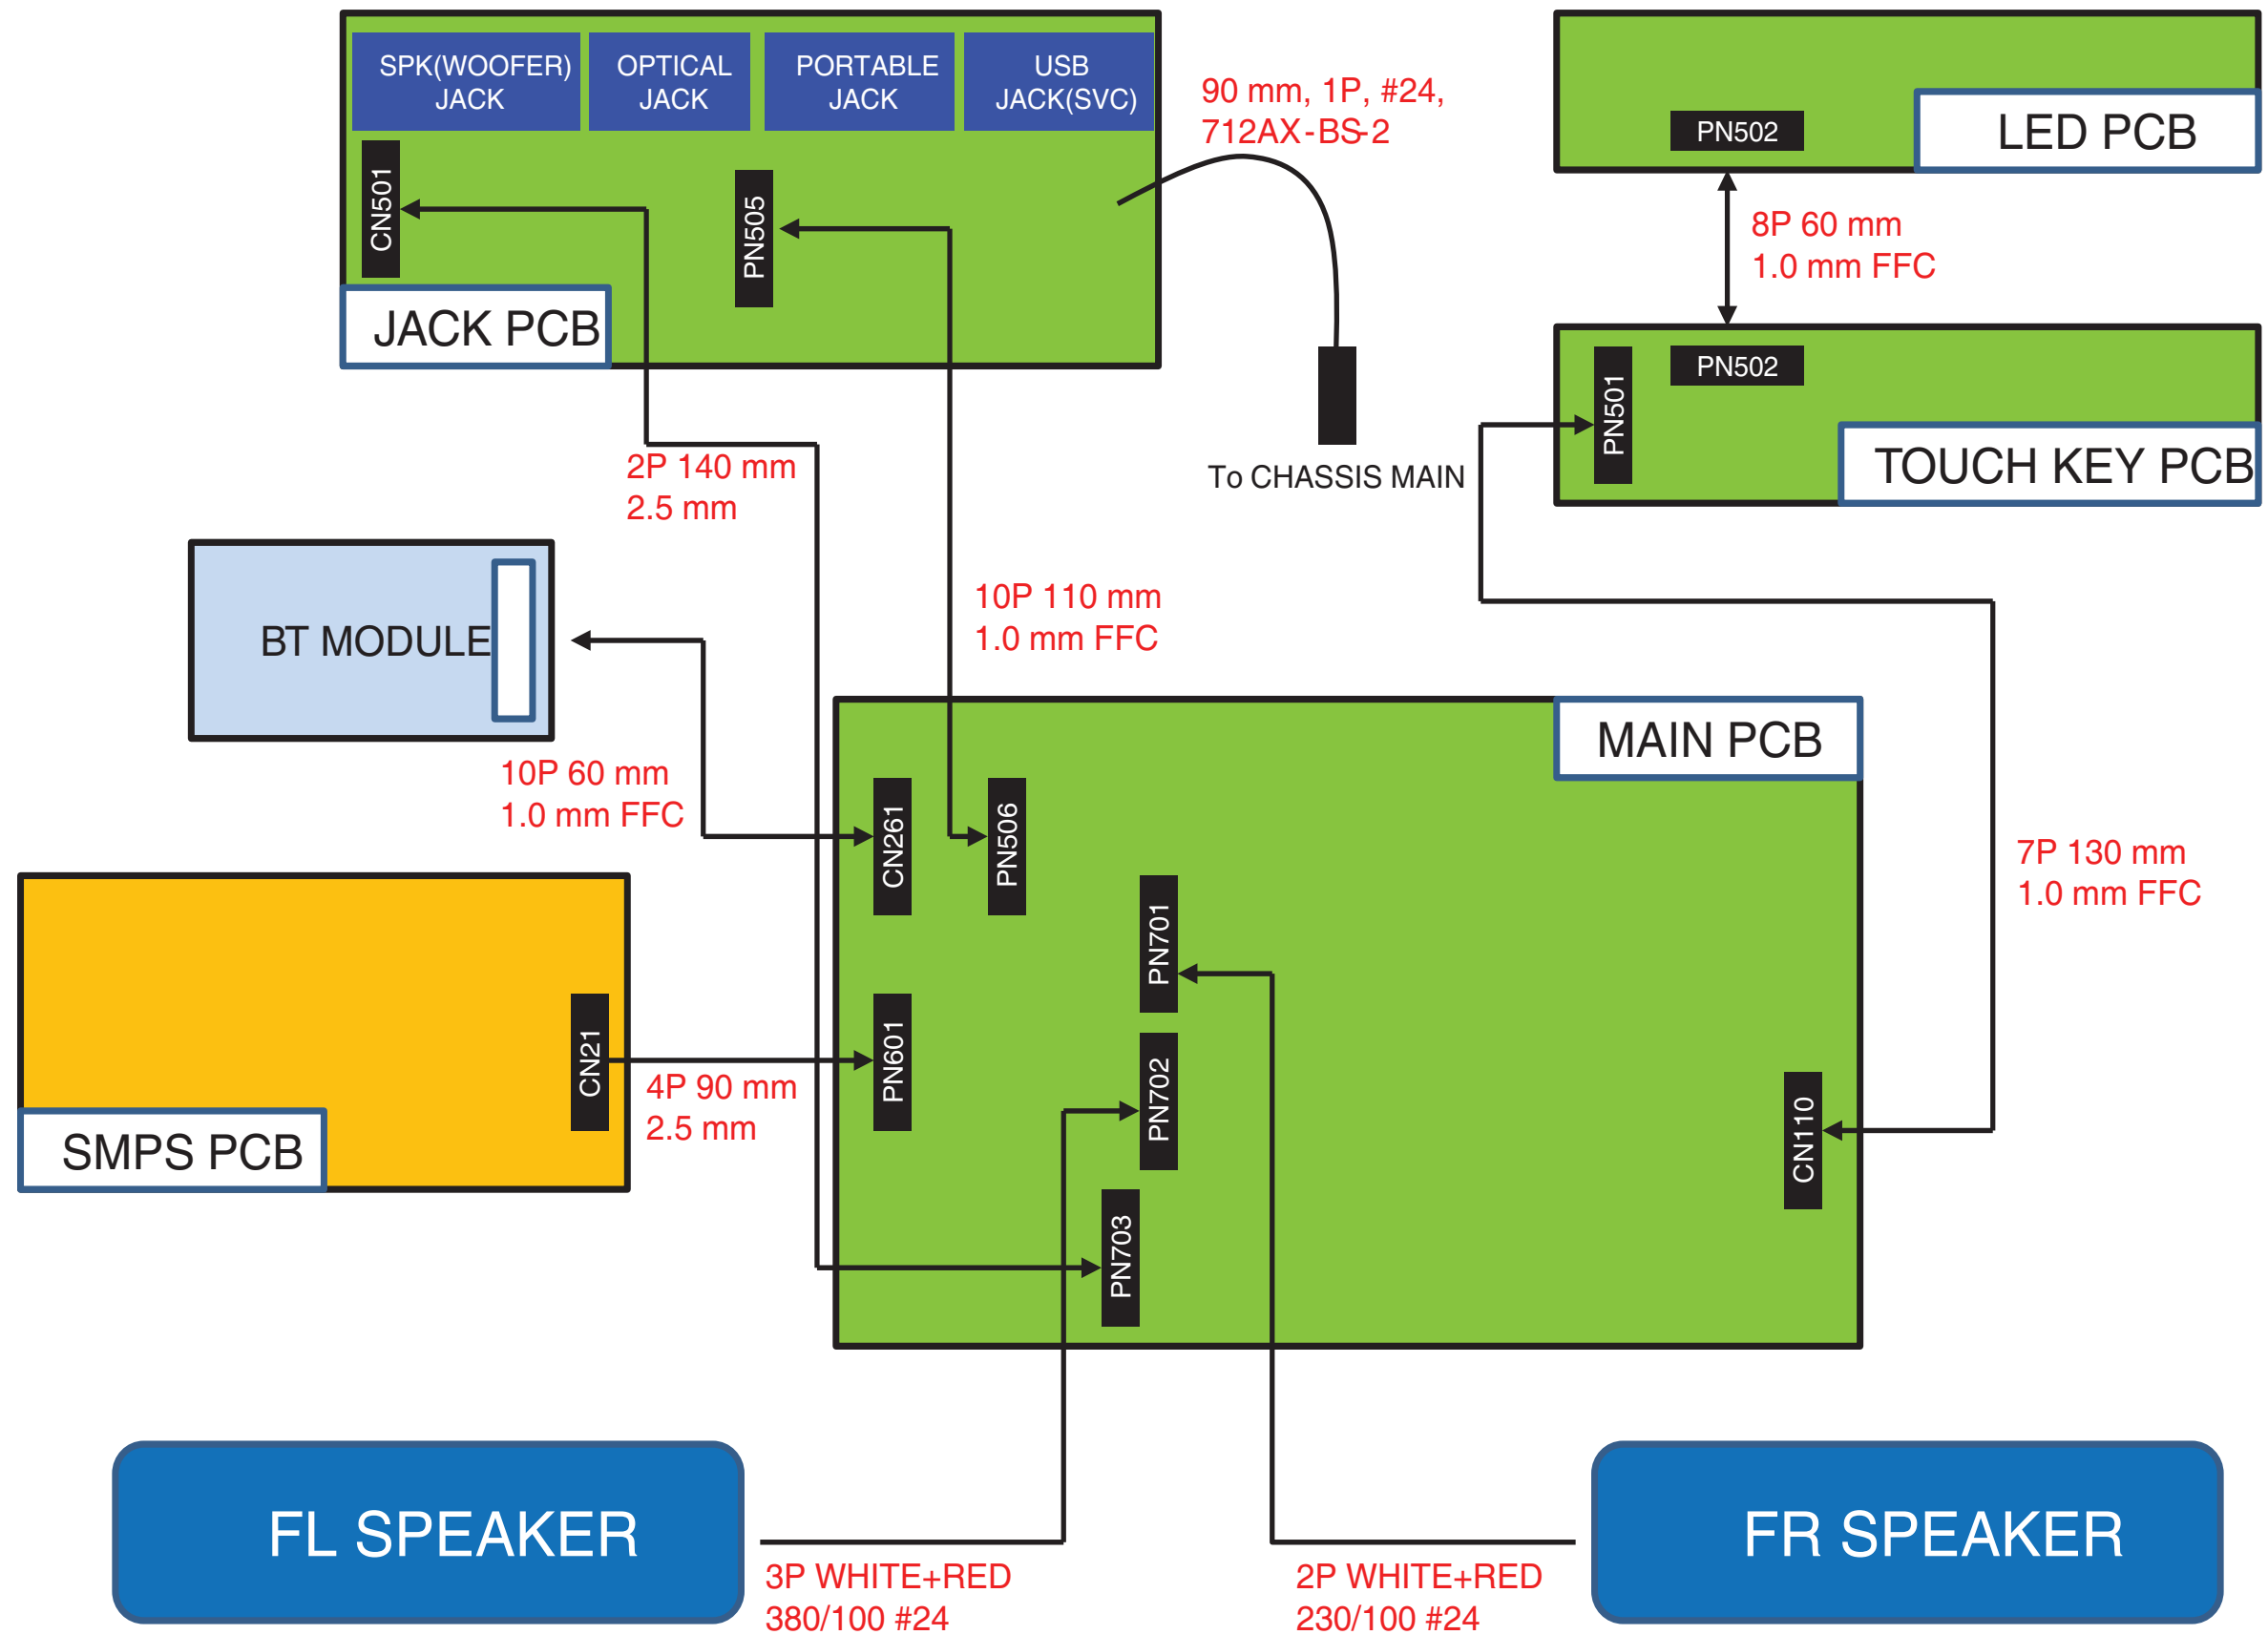 SPK(WOOFER)
JACK
OPTICAL
JACK
PORTABLE
JACK
USB
JACK(SVC)
CN501
PN505
JACK PCB
90 mm, 1P, #24,
712AX-BS-2
To CHASSIS MAIN
PN502
LED PCB
8P 60 mm
1.0 mm FFC
PN501
PN502
TOUCH KEY PCB
2P 140 mm
2.5 mm
BT MODULE
10P 110 mm
1.0 mm FFC
10P 60 mm
1.0 mm FFC
MAIN PCB
CN261
PN506
PN701
PN601
PN702
PN703
CN110
7P 130 mm
1.0 mm FFC
CN21
SMPS PCB
4P 90 mm
2.5 mm
FL SPEAKER
3P WHITE+RED
380/100 #24
2P WHITE+RED
230/100 #24
FR SPEAKER